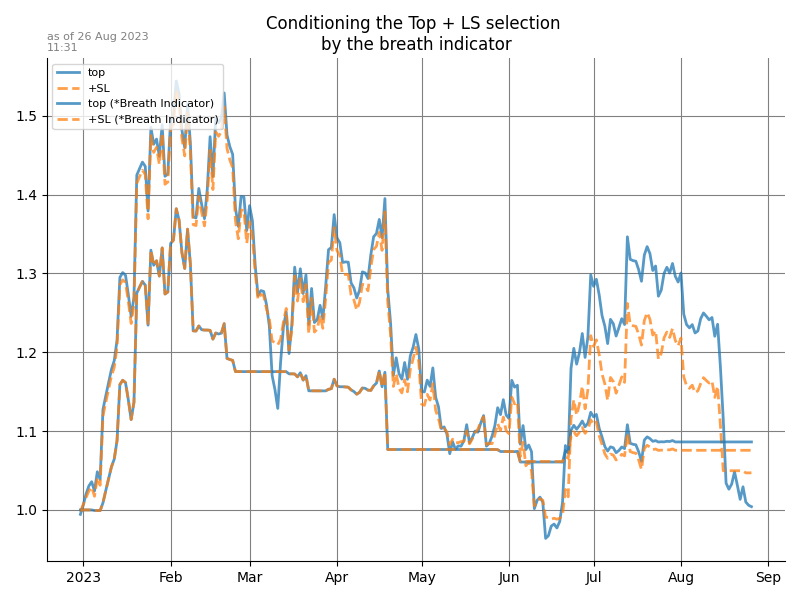 Conditioning the Top + LS selection
by the breath indicator
as of 26 Aug 2023
11:31
top
+SL
top (*Breath Indicator)
+SL (*Breath Indicator)
1.5
1.4
1.3
1.2
1.1
1.0
2023 Feb Mar Apr May Jun Jul Aug Sep